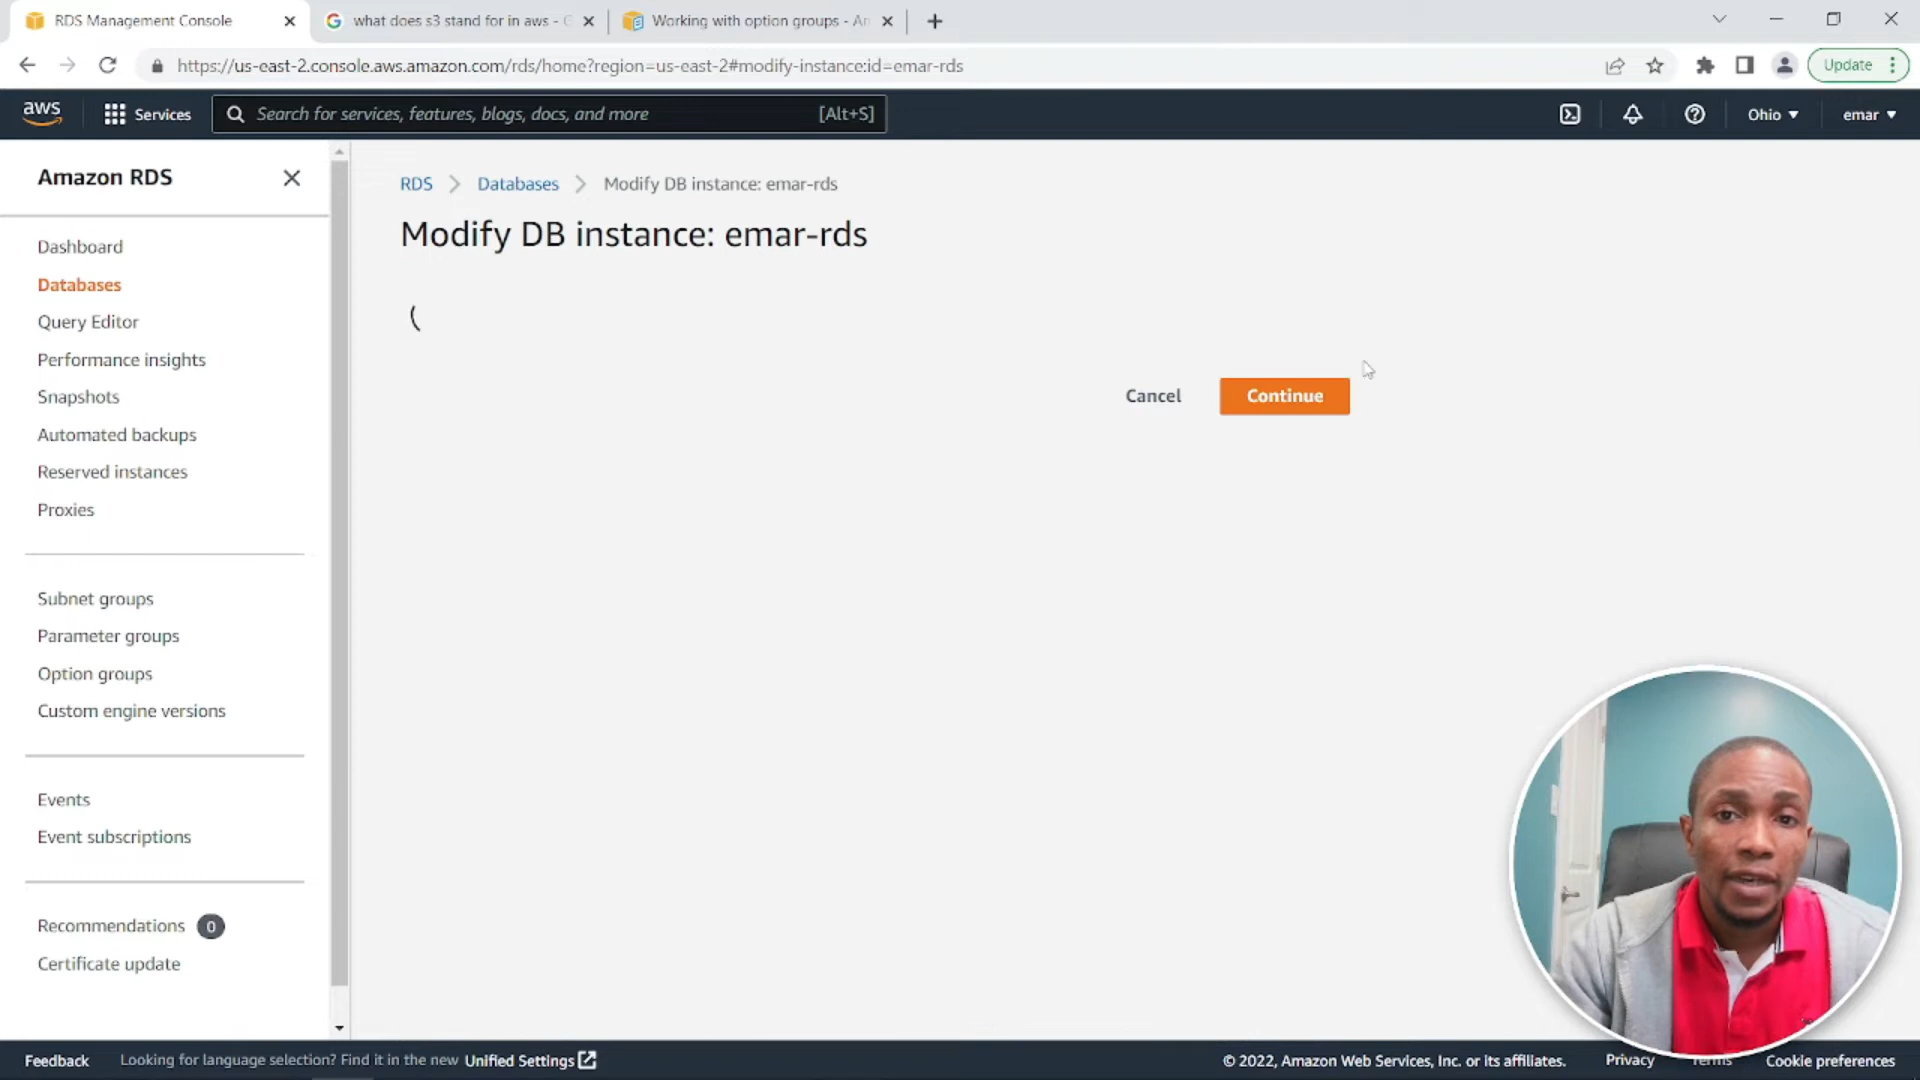 RDS Management Console
what does s3 stand for in aws - G
Working with option groups - Am
https://us-east-2.console.aws.amazon.com/rds/home?region=us-east-2#modify-instance:id=emar-rds
Update
aws
Services
Search for services, features, blogs, docs, and more
[Alt+S]
Ohio
emar
Amazon RDS
Dashboard
Databases
Query Editor
Performance insights
Snapshots
Automated backups
Reserved instances
Proxies
Subnet groups
Parameter groups
Option groups
Custom engine versions
Events
Event subscriptions
Recommendations 0
Certificate update
RDS > Databases > Modify DB instance: emar-rds
Modify DB instance: emar-rds
Cancel
Continue
Feedback
Looking for language selection? Find it in the new Unified Settings
© 2022, Amazon Web Services, Inc. or its affiliates.
Privacy
Terms
Cookie preferences